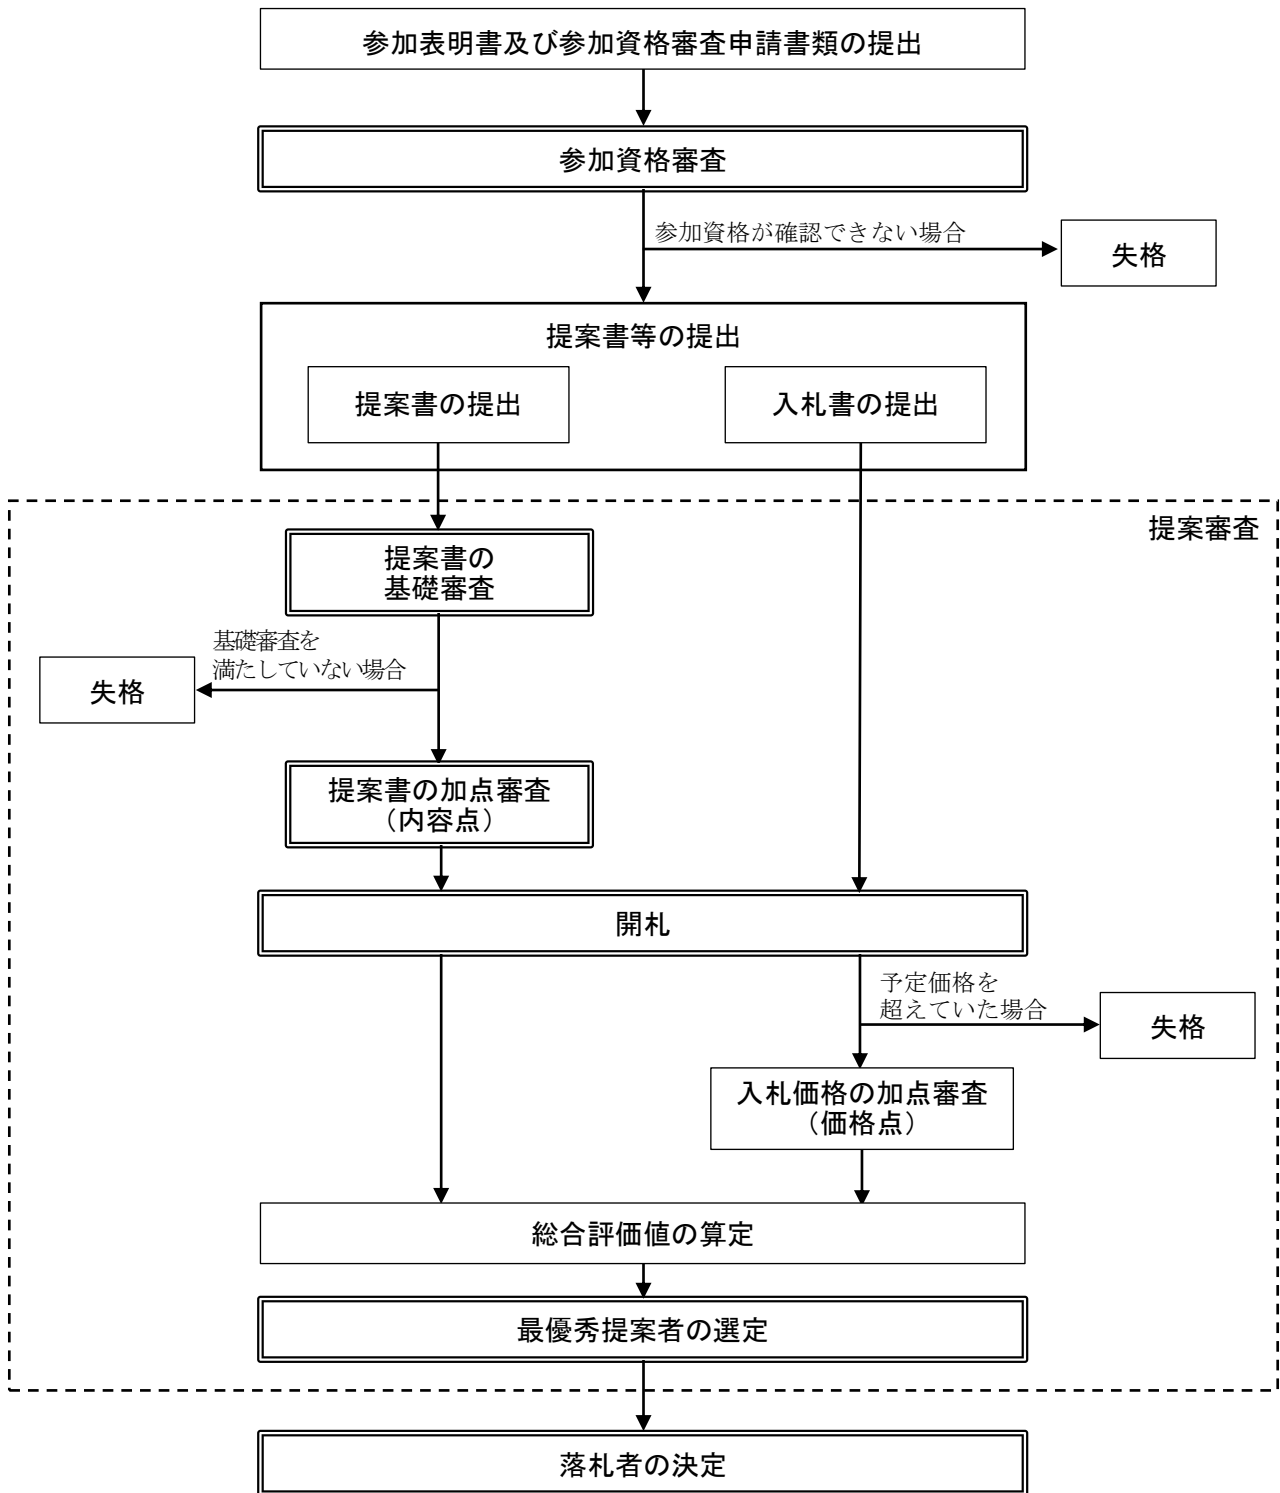 参加表明書及び参加資格審査申請書類の提出
参加資格審査
参加資格が確認できない場合
失格
提案書等の提出
提案書の提出
入札書の提出
提案審査
提案書の
基礎審査
基礎審査を
満たしていない場合
失格
提案書の加点審査
（内容点）
開札
予定価格を
超えていた場合
失格
入札価格の加点審査
（価格点）
総合評価値の算定
最優秀提案者の選定
落札者の決定